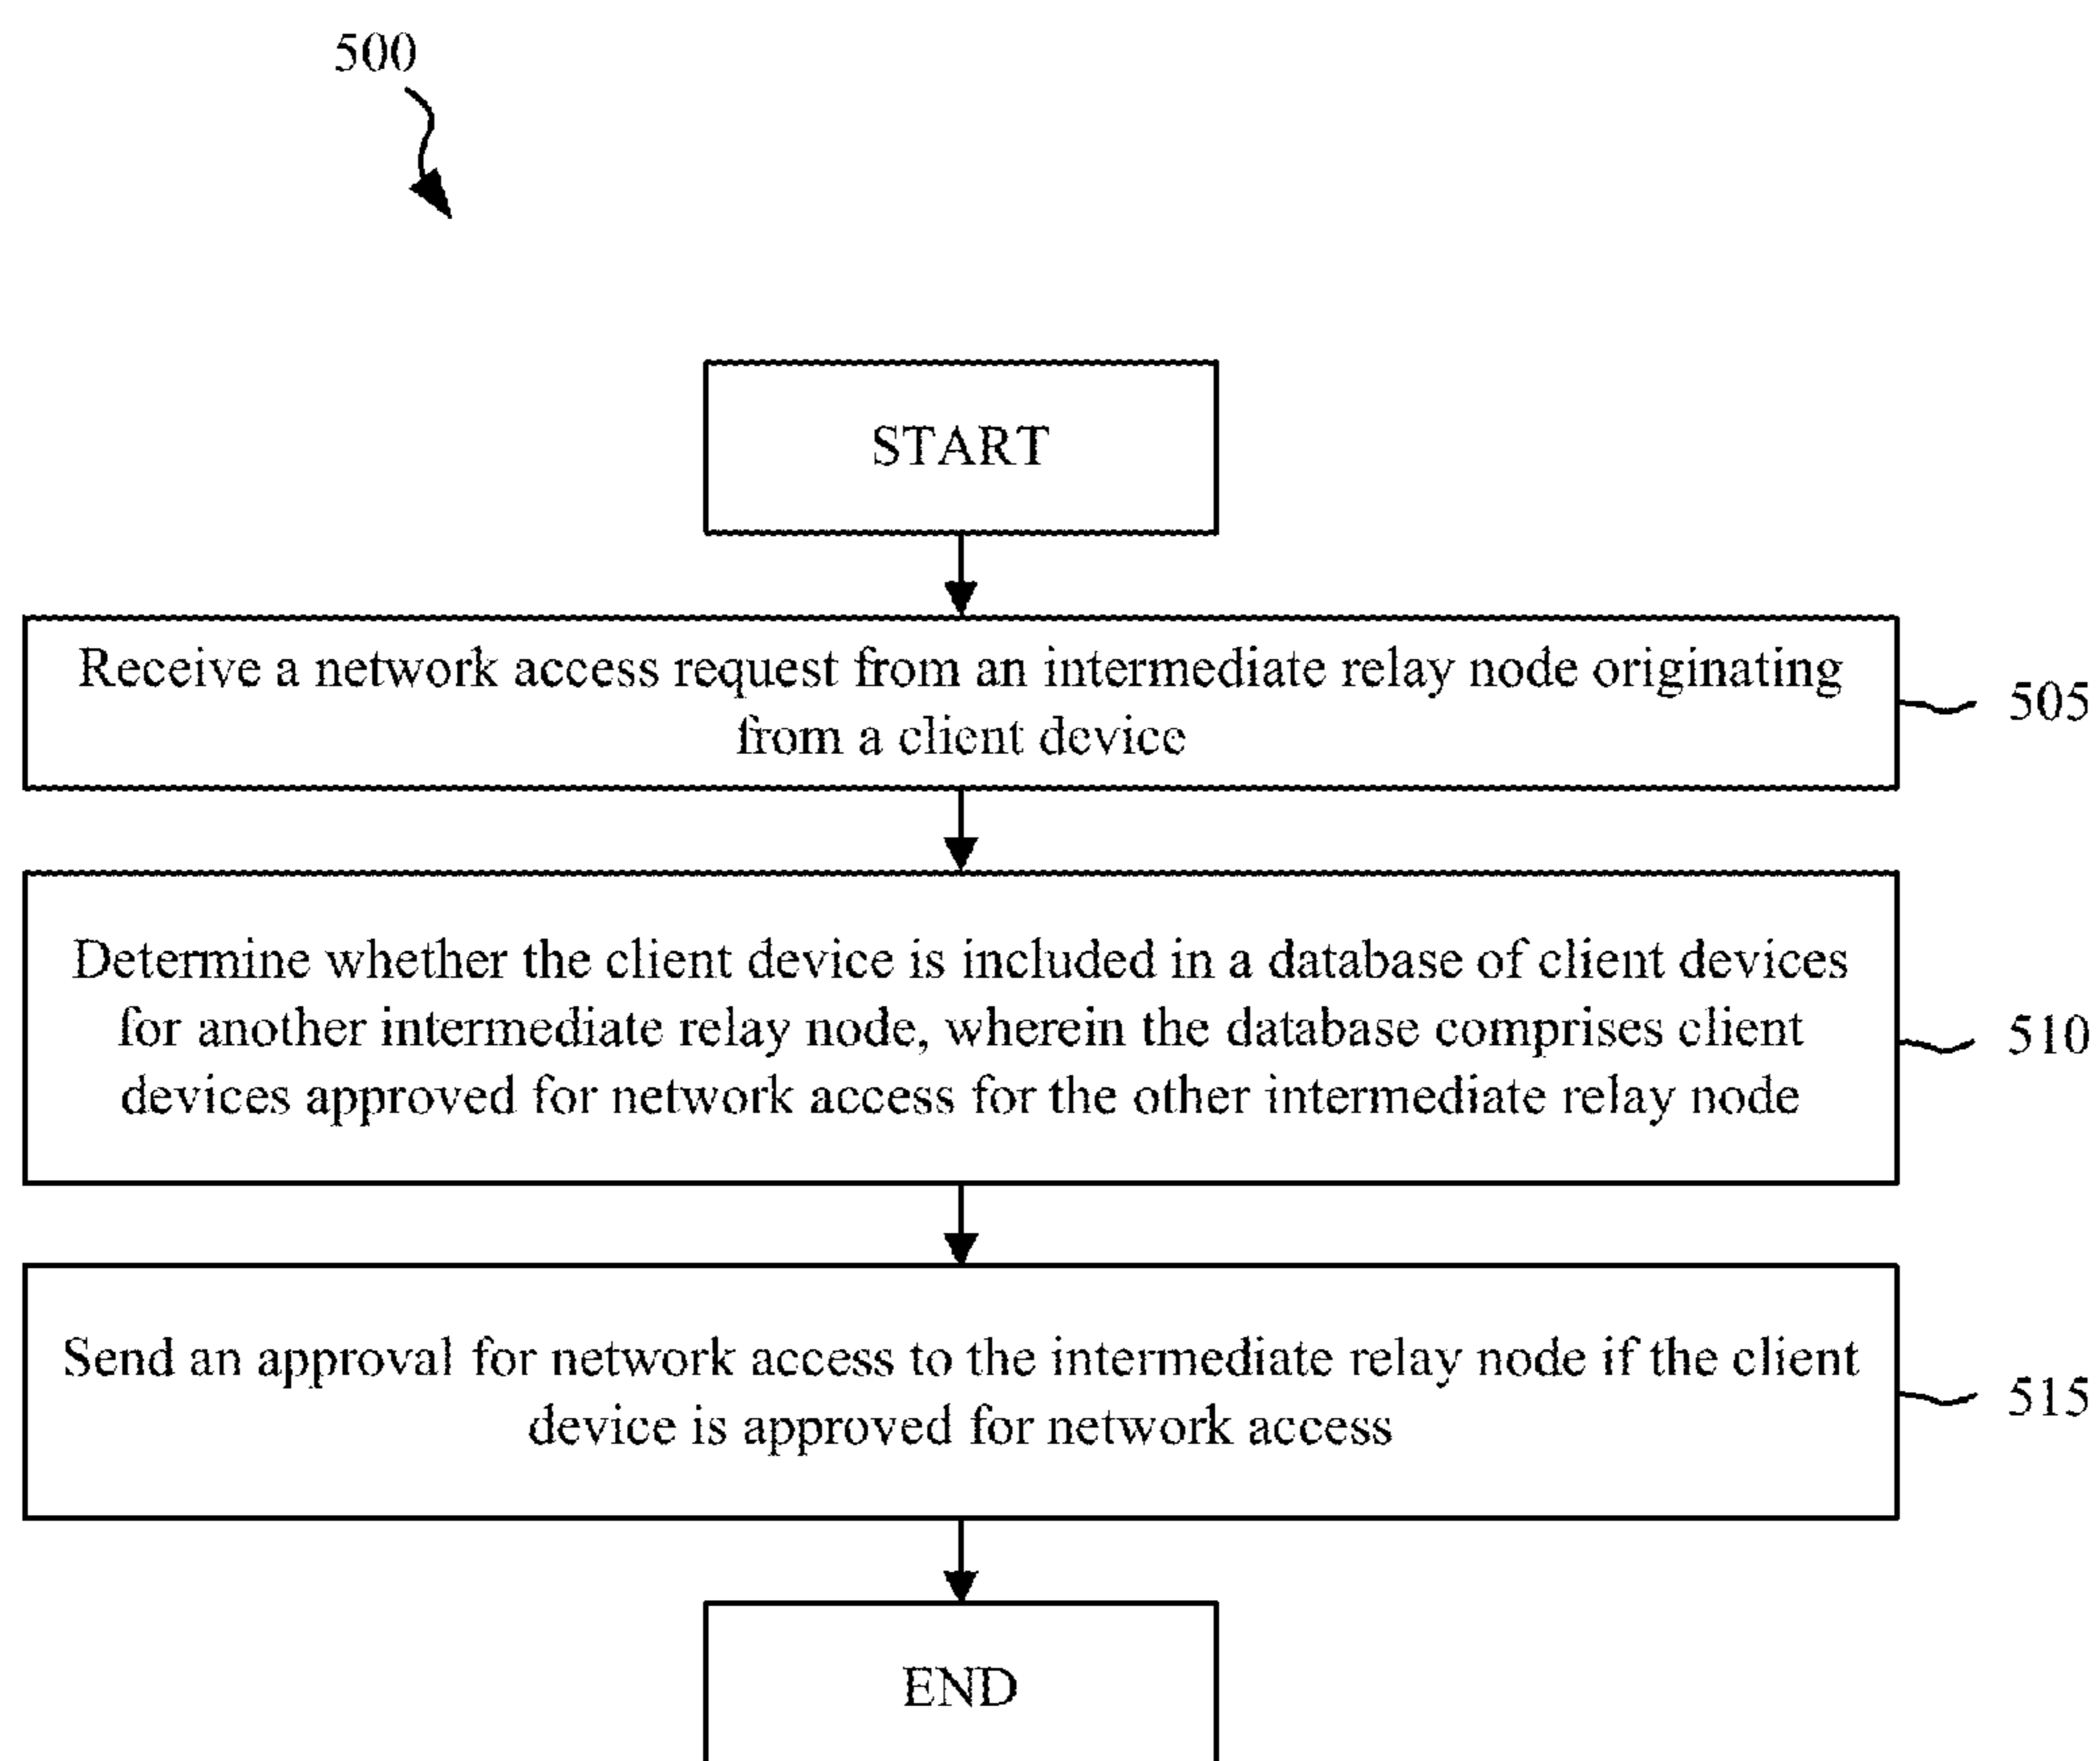 500
START
Receive a network access request from an intermediate relay node originating
from a client device
505
Determine whether the client device is included in a database of client devices
for another intermediate relay node, wherein the database comprises client
devices approved for network access for the other intermediate relay node
510
Send an approval for network access to the intermediate relay node if the client
device is approved for network access
515
END